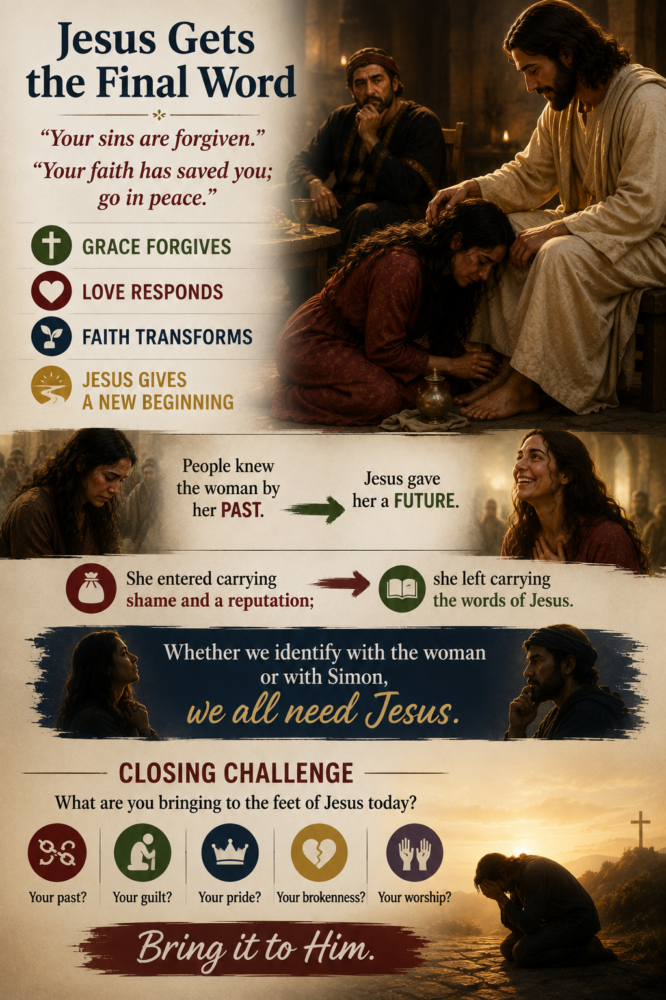 Jesus Gets
the Final Word
“Your sins are forgiven.”
“Your faith has saved you;
go in peace.”
GRACE FORGIVES
LOVE RESPONDS
FAITH TRANSFORMS
JESUS GIVES
A NEW BEGINNING
People knew
the woman by
her PAST.
Jesus gave
her a FUTURE.
She entered carrying
shame and a reputation;
she left carrying
the words of Jesus.
Whether we identify with the woman
or with Simon,
we all need Jesus.
CLOSING CHALLENGE
What are you bringing to the feet of Jesus today?
Your past?
Your guilt?
Your pride?
Your brokenness?
Your worship?
Bring it to Him.